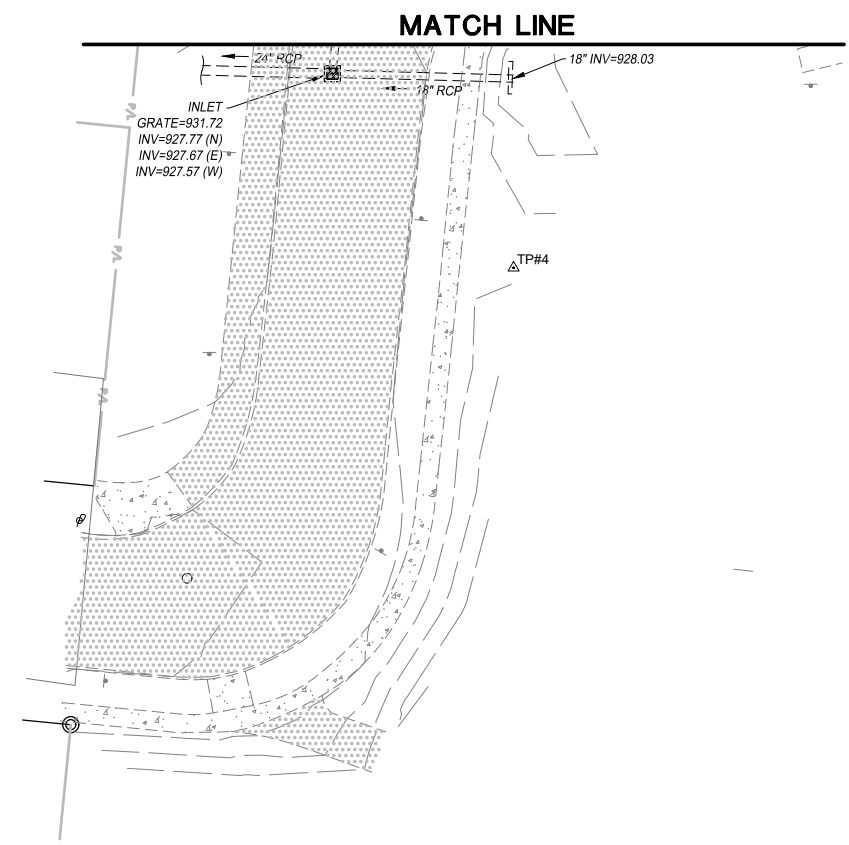 MATCH LINE
24" RCP
18" INV=928.03
18" RCP
INLET
GRATE=931.72
INV=927.77 (N)
INV=927.67 (E)
INV=927.57 (W)
TP#4